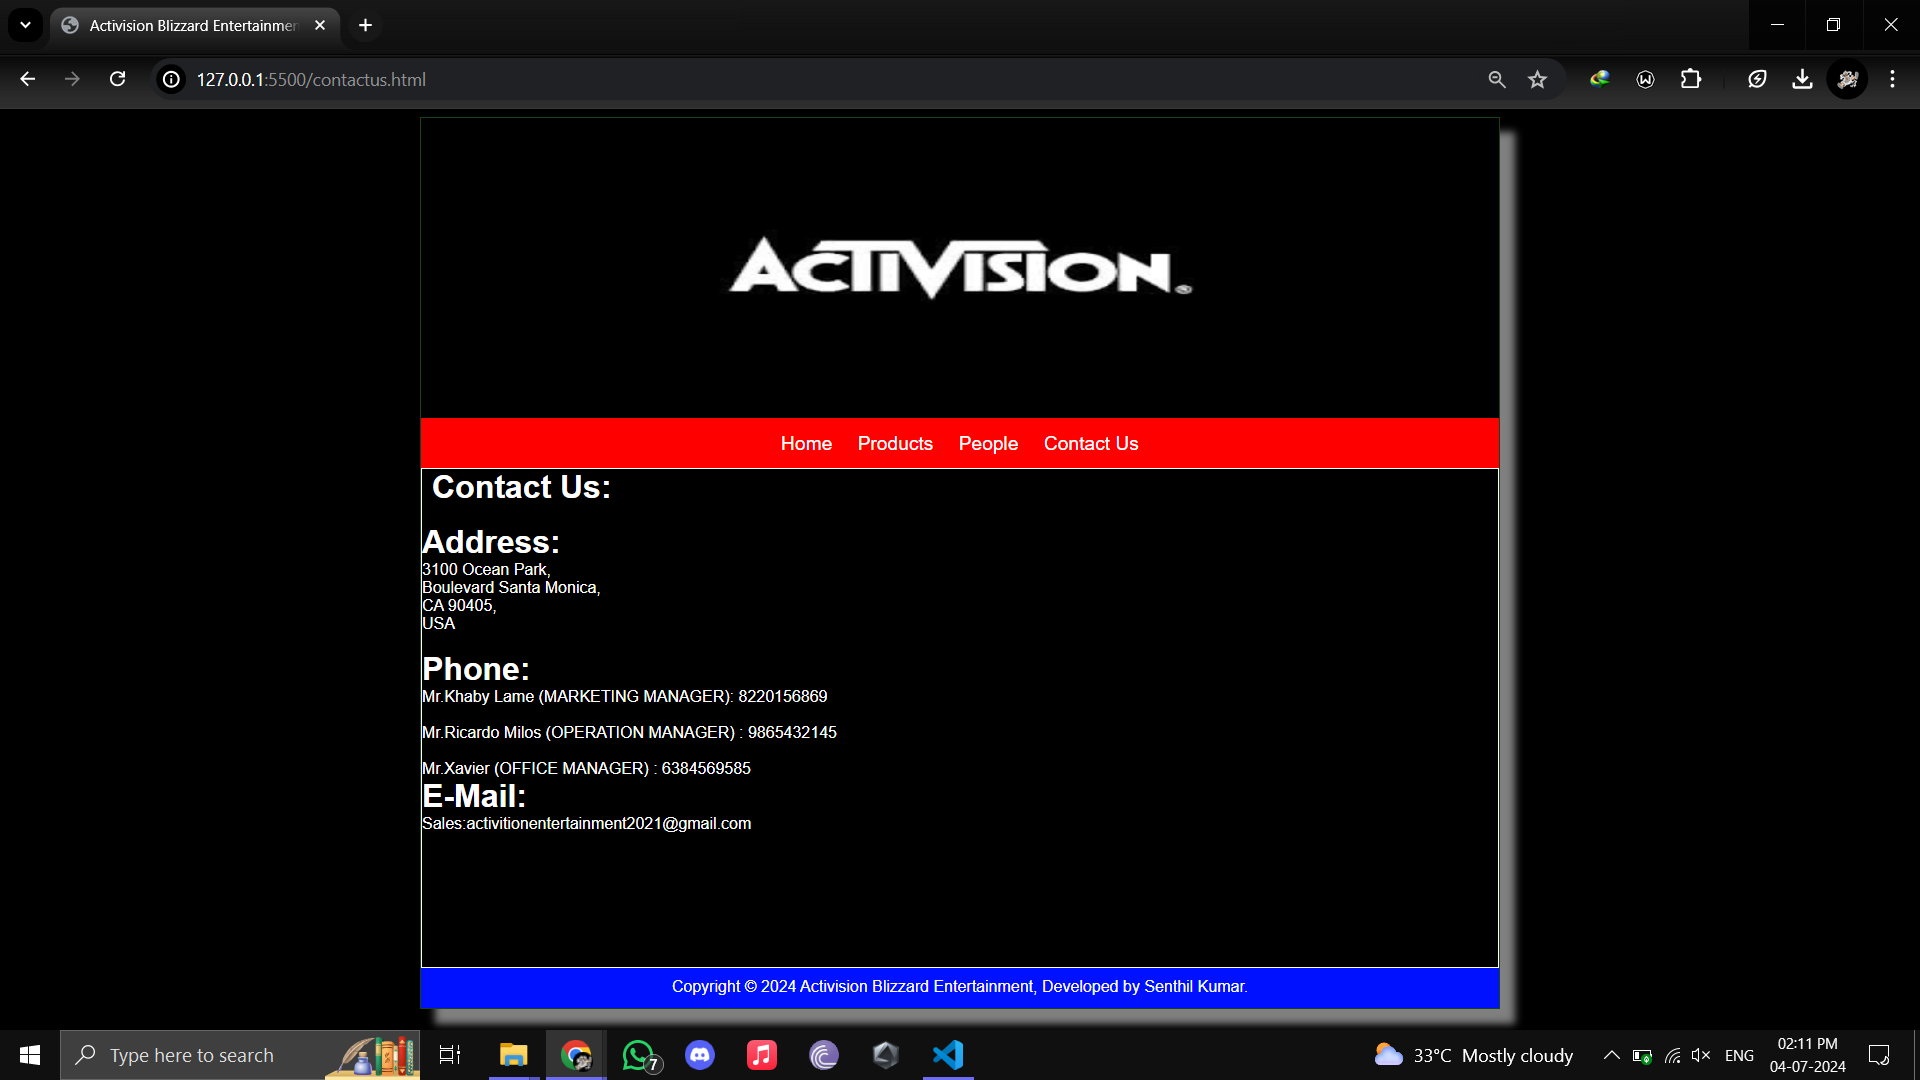 Activision Blizzard Entertainmen
127.0.0.1:5500/contactus.html
ACTIVISION
Home Products People Contact Us
Contact Us:
Address:
3100 Ocean Park,
Boulevard Santa Monica,
CA 90405,
USA
Phone:
Mr.Khaby Lame (MARKETING MANAGER): 8220156869
Mr.Ricardo Milos (OPERATION MANAGER) : 9865432145
Mr.Xavier (OFFICE MANAGER) : 6384569585
E-Mail:
Sales:activitionentertainment2021@gmail.com
Copyright © 2024 Activision Blizzard Entertainment, Developed by Senthil Kumar.
Type here to search
7
33°C Mostly cloudy
ENG
02:11 PM
04-07-2024